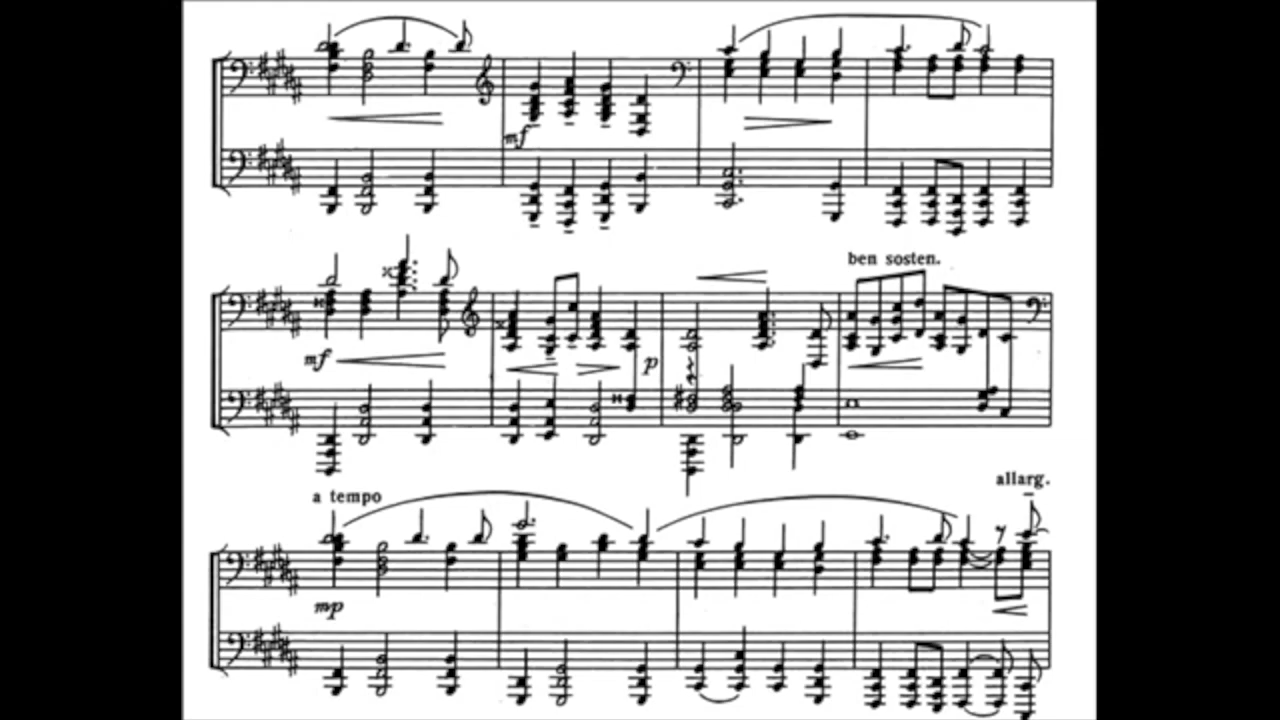 mf
ben sosten.
mf
p
a tempo
allarg.
mp